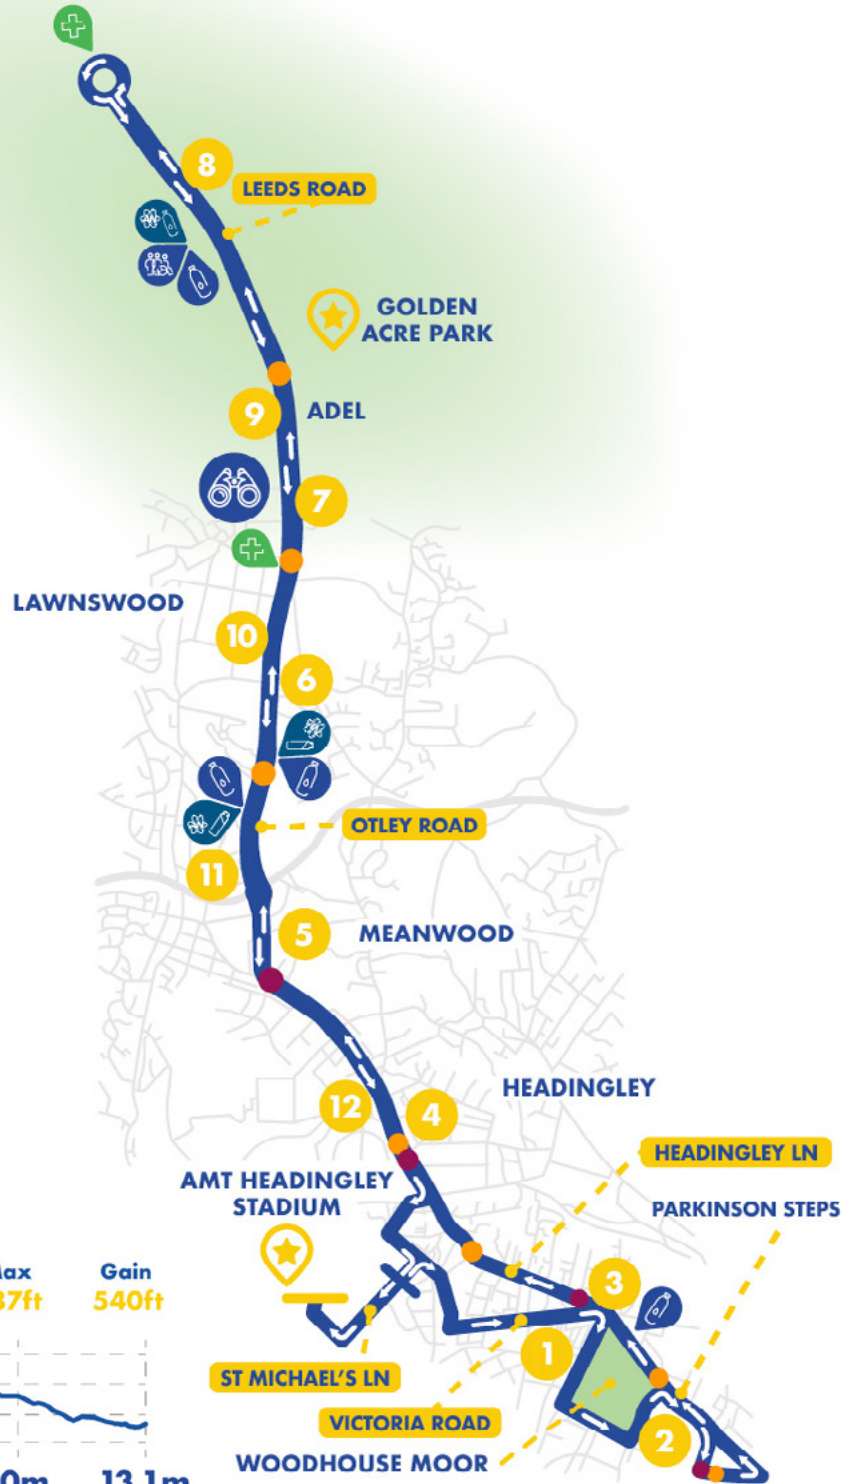 8
LEEDS ROAD
GOLDEN
ACRE PARK
9
ADEL
7
LAWNSWOOD
10
6
OTLEY ROAD
11
5
MEANWOOD
12
4
HEADINGLEY
HEADINGLEY LN
AMT HEADINGLEY
STADIUM
PARKINSON STEPS
Gain
540ft
3
1
ST MICHAEL'S LN
VICTORIA ROAD
2
WOODHOUSE MOOR
13.1m